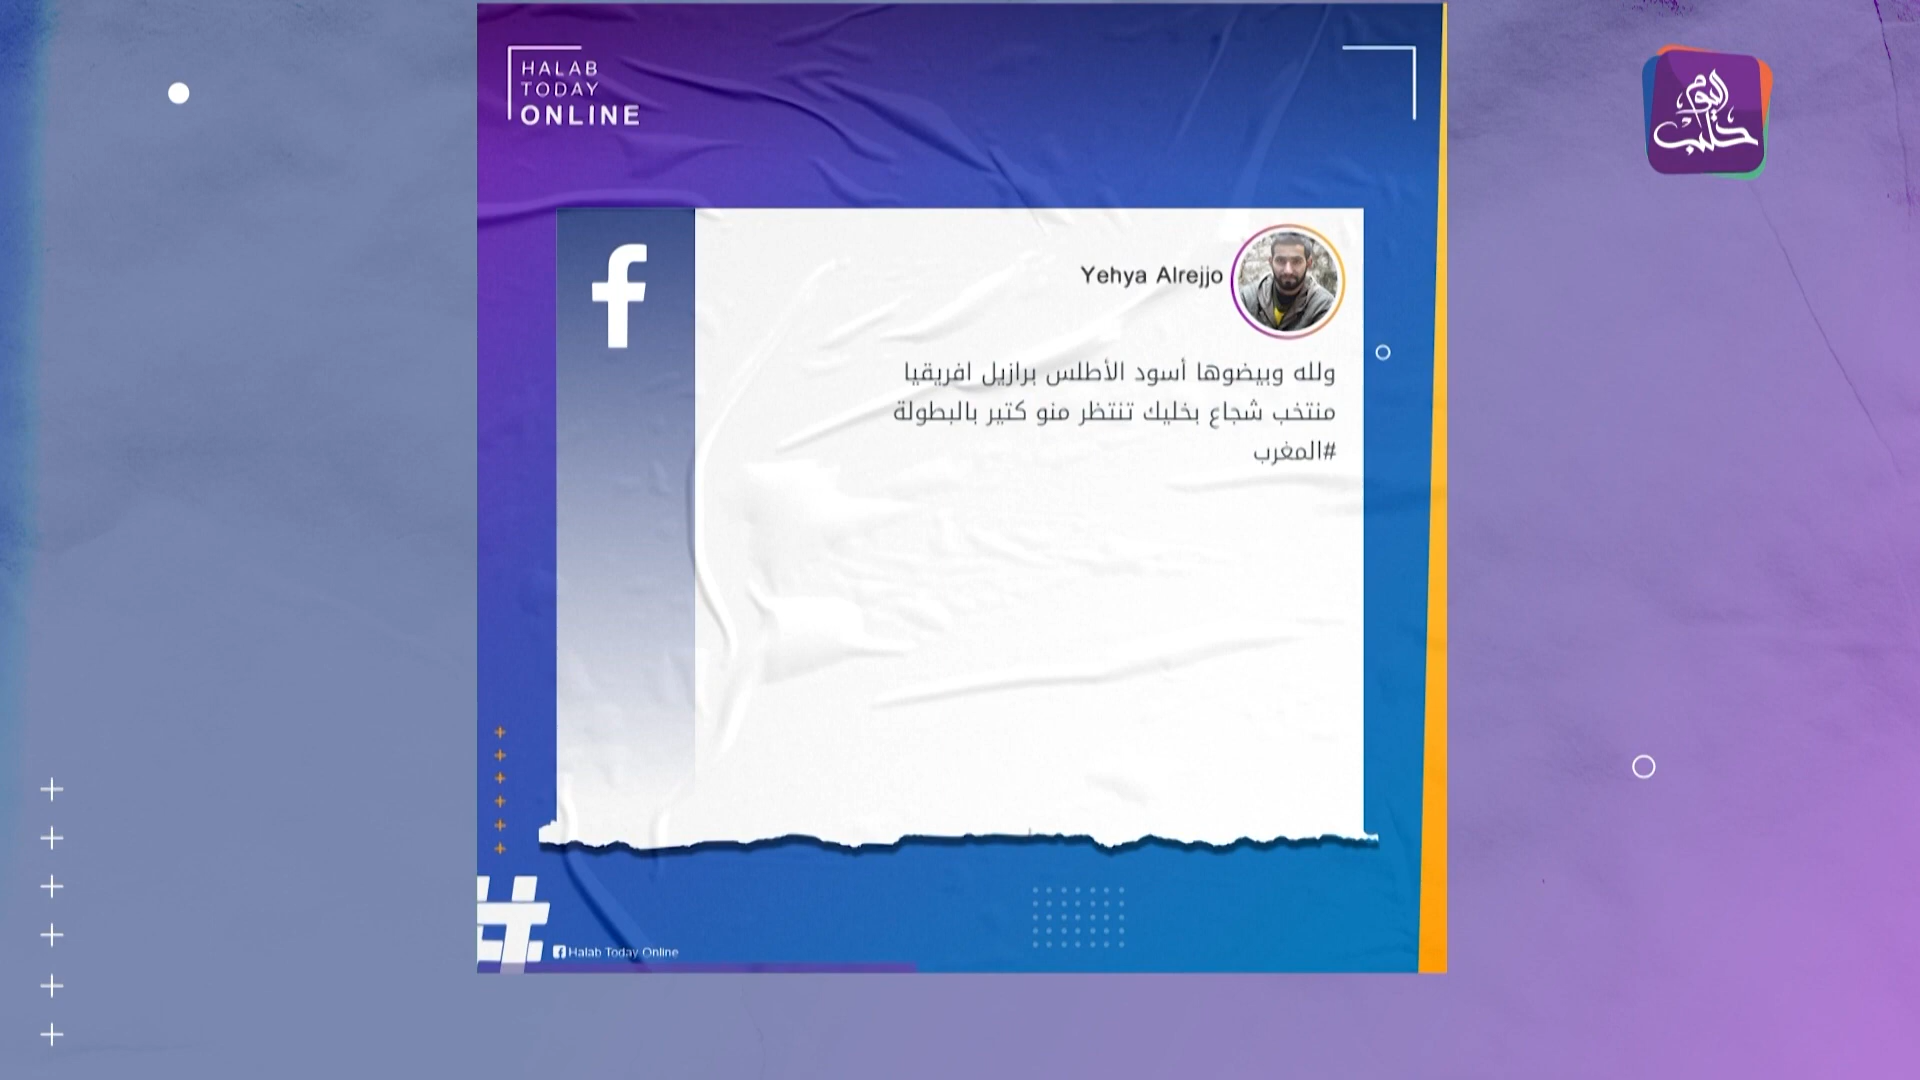 HALAB
TODAY
ONLINE
اليوم
حلب
Yehya Alrejjo
ولله وبيضوها أسود الأطلس برازيل افريقيا
منتخب شجاع بخليك تنتظر منو كتير بالبطولة
#المغرب
#
Halab Today Online